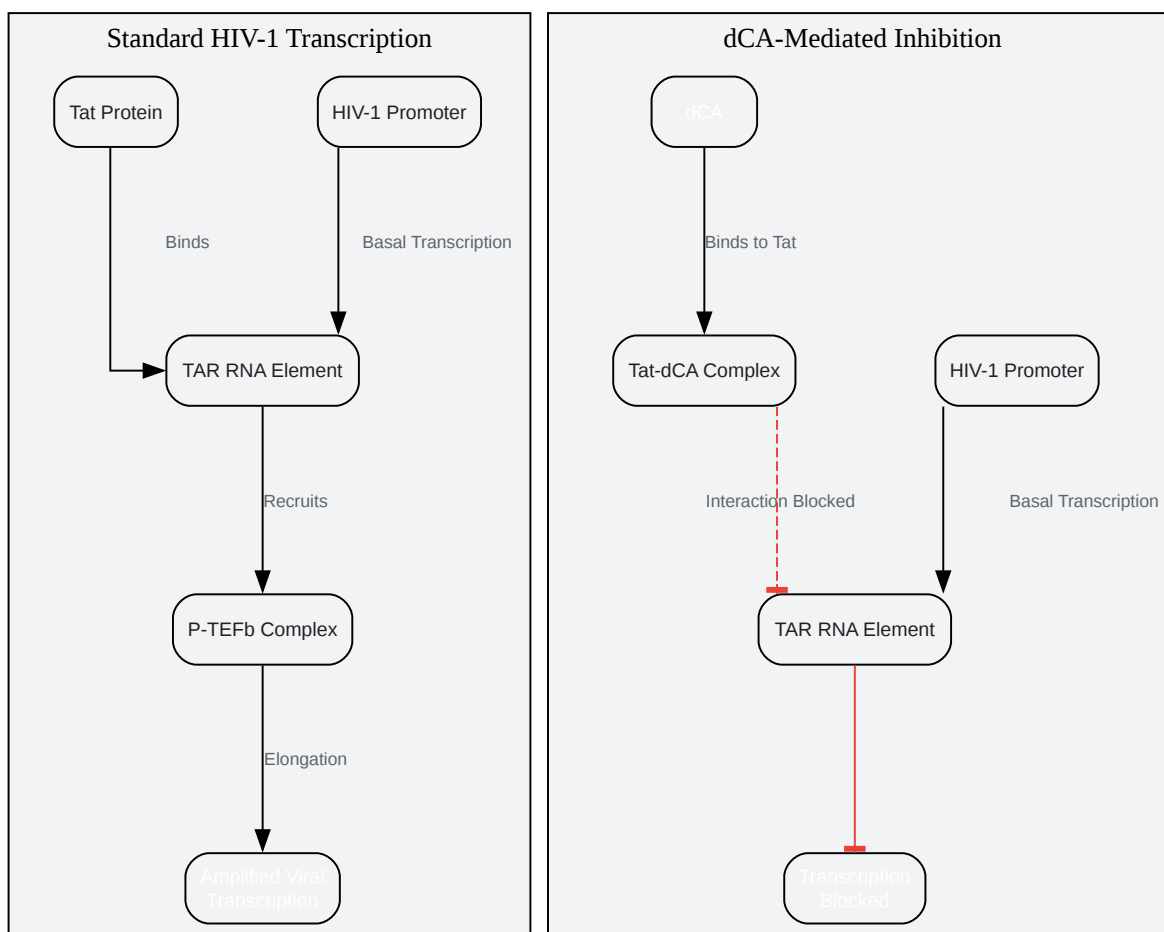 Standard HIV-1 Transcription
Tat Protein
HIV-1 Promoter
Binds
Basal Transcription
TAR RNA Element
Recruits
P-TEFb Complex
Elongation
Amplified Viral
Transcription
dCA-Mediated Inhibition
dCA
Binds to Tat
Tat-dCA Complex
HIV-1 Promoter
Interaction Blocked
Basal Transcription
TAR RNA Element
Transcription
Blocked